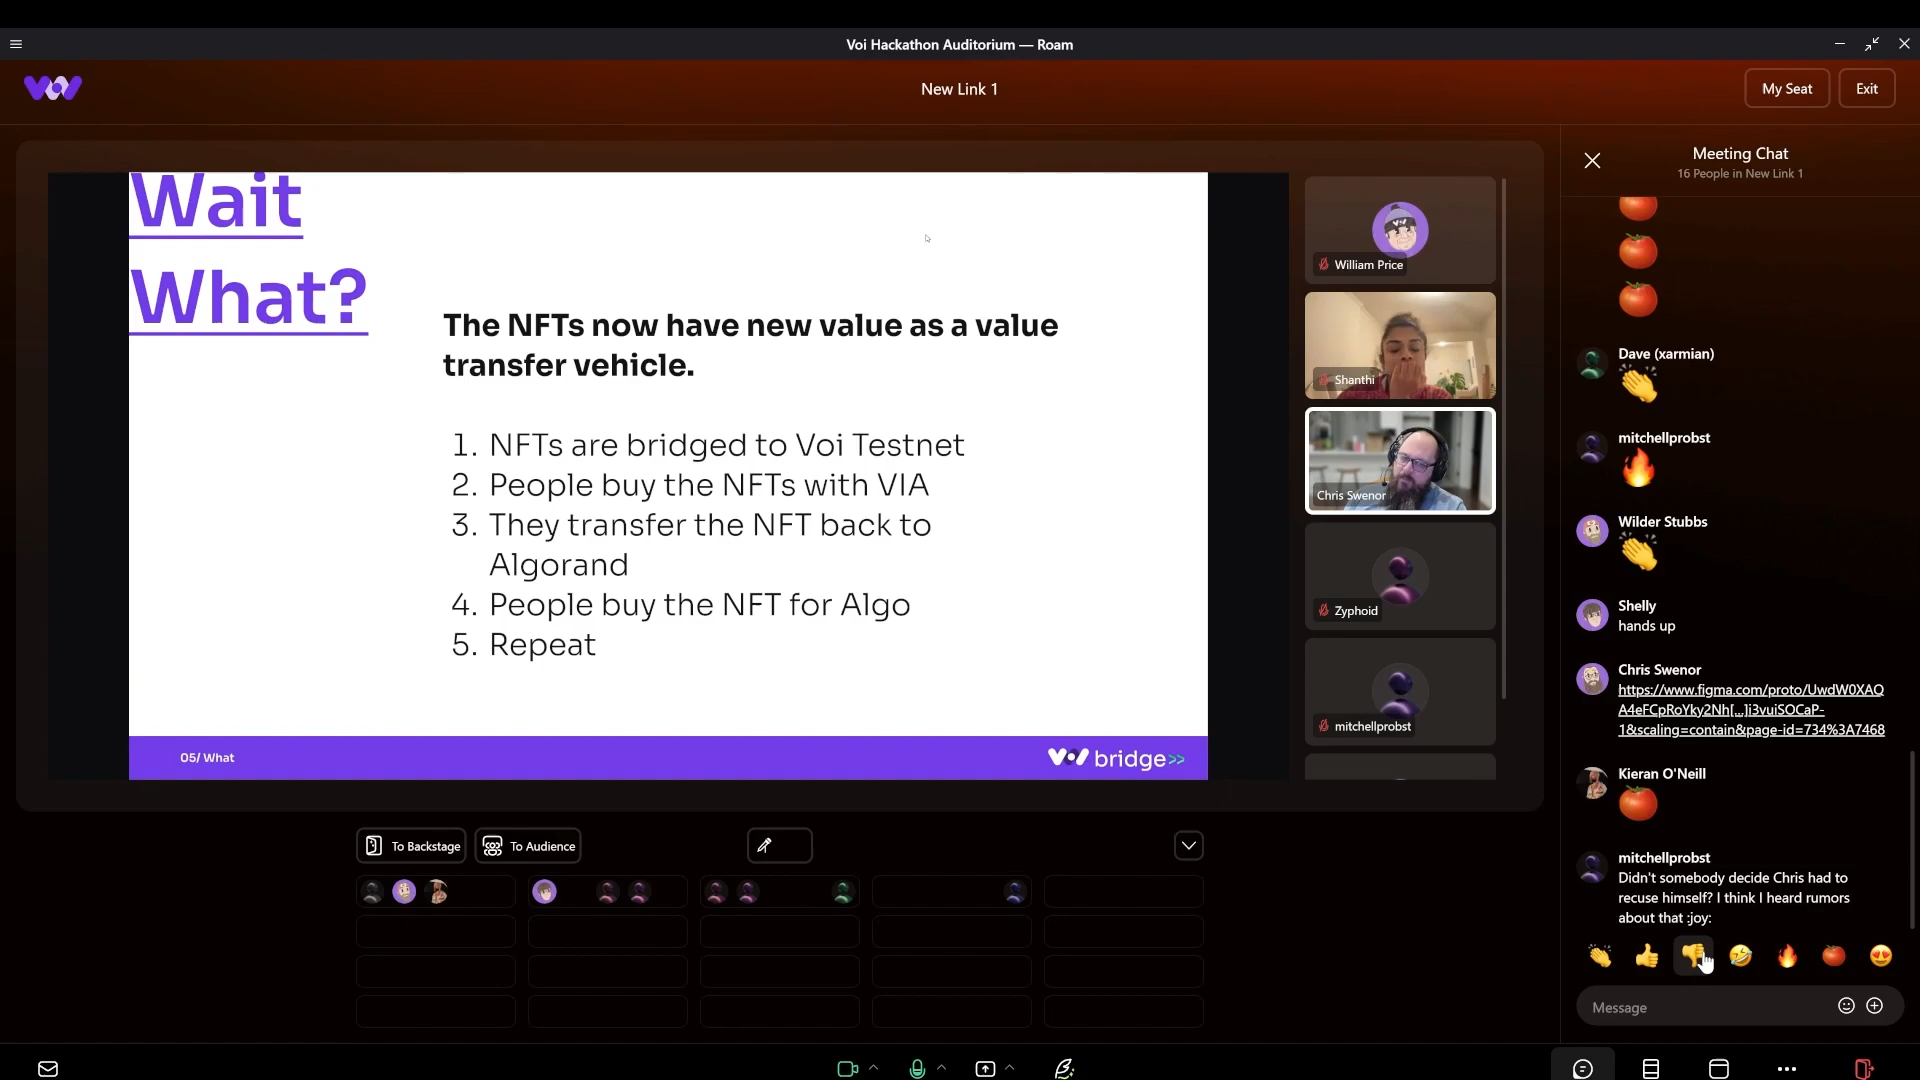 Voi Hackathon Auditorium — Roam
New Link 1
My Seat
Exit
Wait
What?
The NFTs now have new value as a value
transfer vehicle.
1. NFTs are bridged to Voi Testnet
2. People buy the NFTs with VIA
3. They transfer the NFT back to
Algorand
4. People buy the NFT for Algo
5. Repeat
05/ What
VOI bridge>>
William Price
Shanthi
Chris Swenor
Zyphoid
mitchellprobst
Meeting Chat
16 People in New Link 1
Dave (xarmian)
mitchellprobst
Wilder Stubbs
Shelly
hands up
Chris Swenor
https://www.figma.com/proto/UwdW0XAQ
A4eFCpRoYky2Nh[...]i3vuiSOCaP-
1&scaling=contain&page-id=734%3A7468
Kieran O'Neill
mitchellprobst
Didn't somebody decide Chris had to
recuse himself? I think I heard rumors
about that :joy:
Message
To Backstage
To Audience